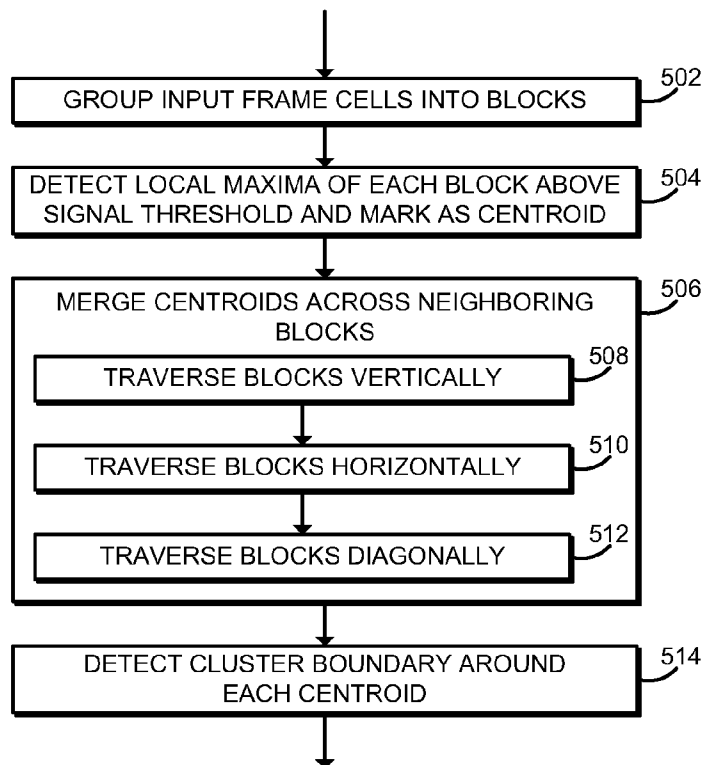 502
GROUP INPUT FRAME CELLS INTO BLOCKS
504
DETECT LOCAL MAXIMA OF EACH BLOCK ABOVE
SIGNAL THRESHOLD AND MARK AS CENTROID
506
MERGE CENTROIDS ACROSS NEIGHBORING
BLOCKS
508
TRAVERSE BLOCKS VERTICALLY
510
TRAVERSE BLOCKS HORIZONTALLY
512
TRAVERSE BLOCKS DIAGONALLY
514
DETECT CLUSTER BOUNDARY AROUND
EACH CENTROID